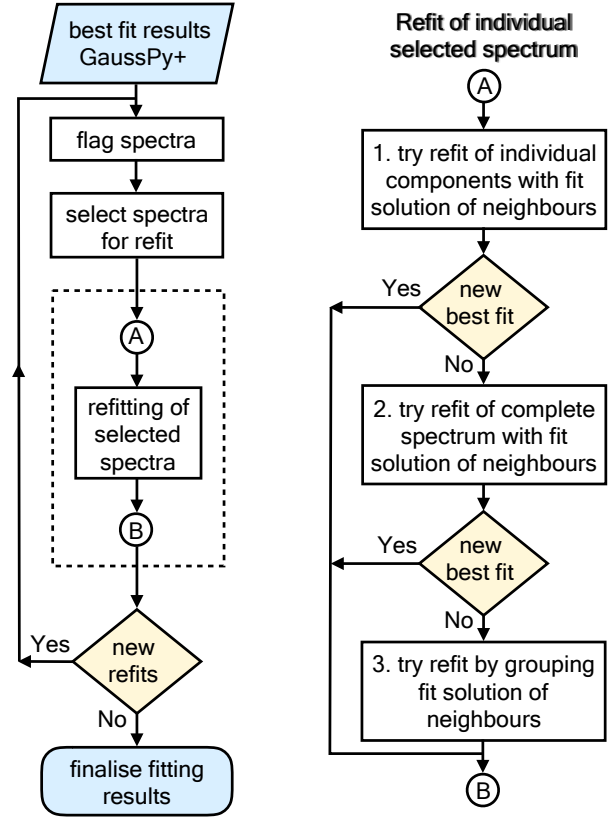 best fit results
GaussPy+
flag spectra
select spectra
for refit
A
refitting of
selected
spectra
B
Yes
new
refits
No
finalise fitting
results
Refit of individual
selected spectrum
A
1. try refit of individual
components with fit
solution of neighbours
Yes
new
best fit
No
2. try refit of complete
spectrum with fit
solution of neighbours
Yes
new
best fit
No
3. try refit by grouping
fit solution of
neighbours
B